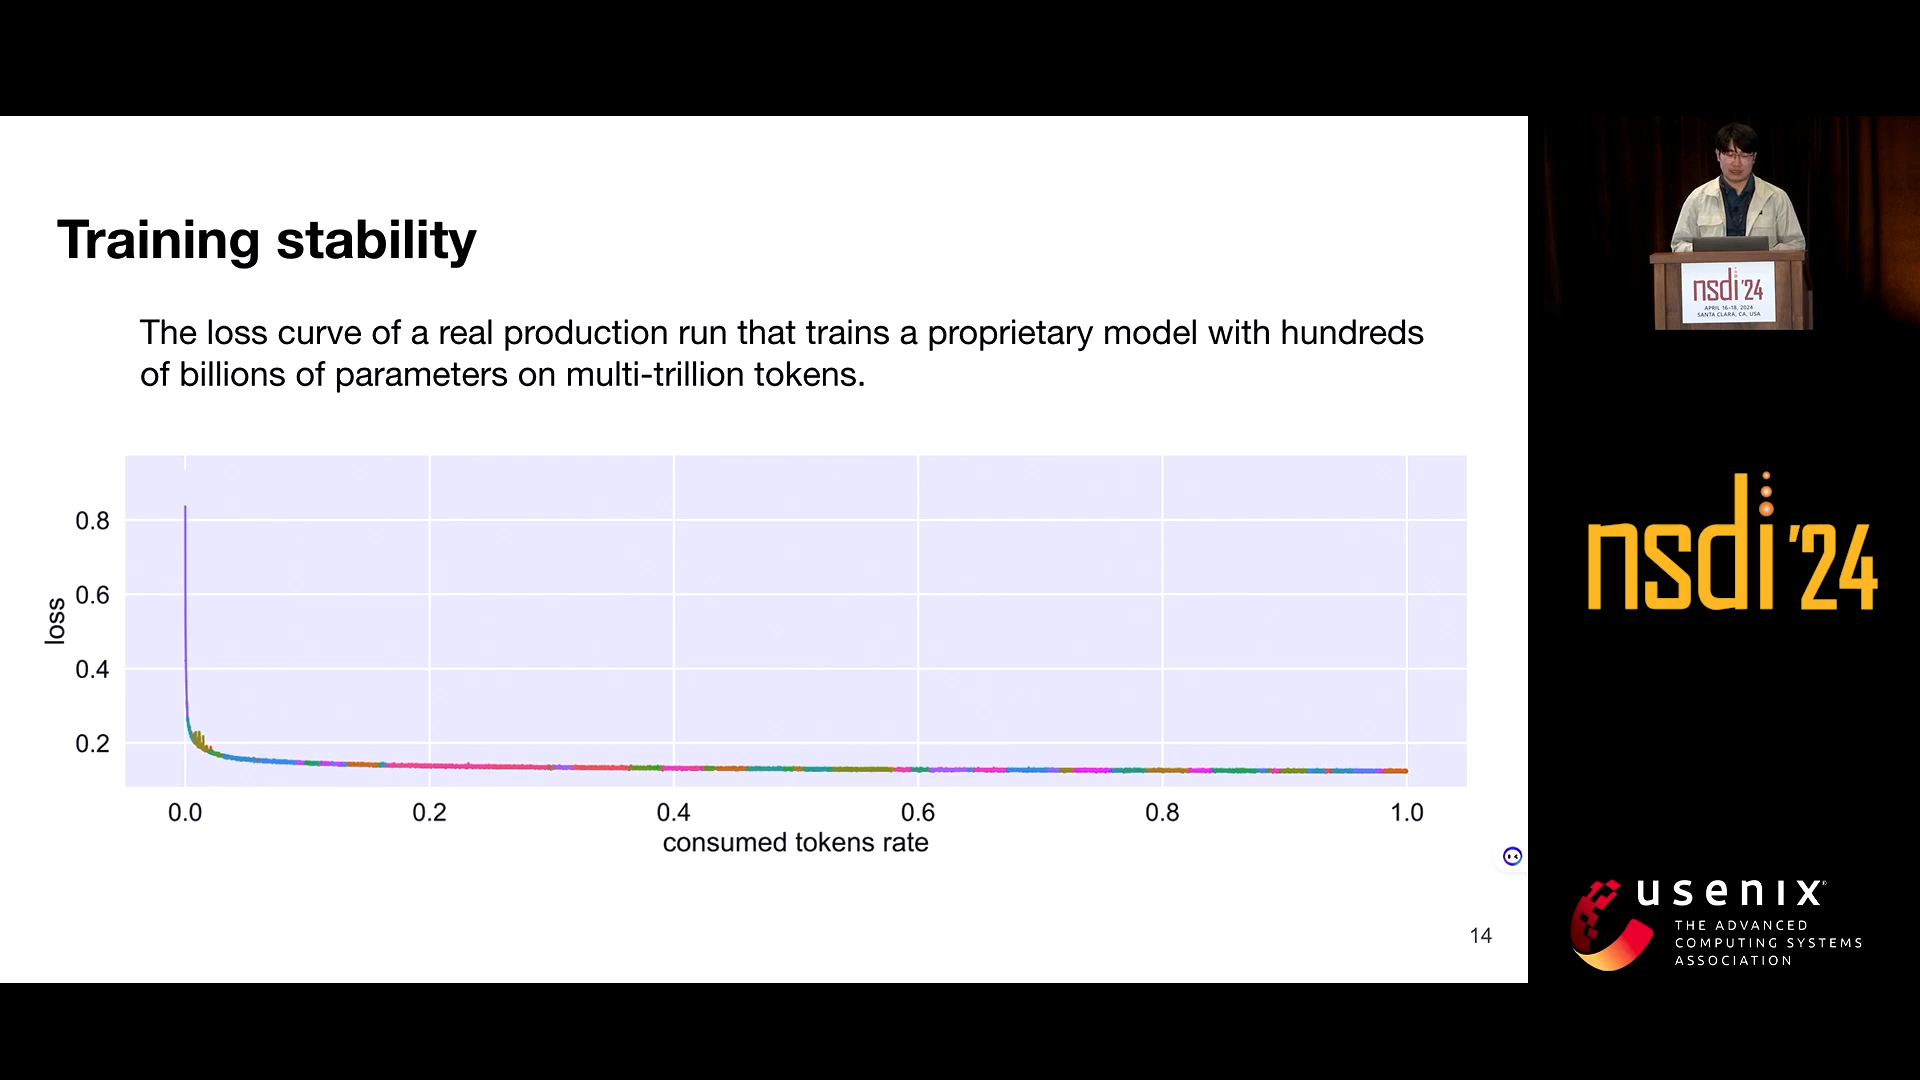 Training stability
The loss curve of a real production run that trains a proprietary model with hundreds
of billions of parameters on multi-trillion tokens.
loss
0.8
0.6
0.4
0.2
0.0 0.2 0.4 0.6 0.8 1.0
consumed tokens rate
14
nsdi '24
APRIL 16–18, 2024
SANTA CLARA, CA, USA
nsdi '24
usenix®
THE ADVANCED
COMPUTING SYSTEMS
ASSOCIATION